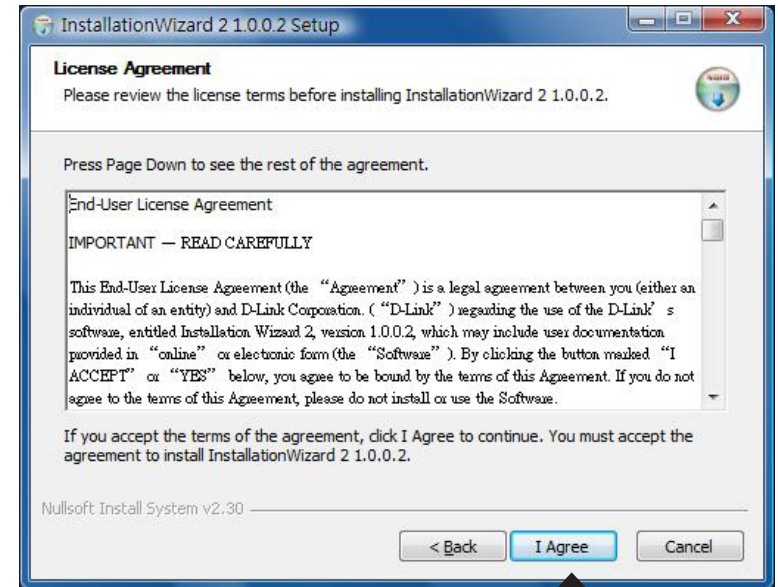 InstallationWizard 2 1.0.0.2 Setup
License Agreement
Please review the license terms before installing InstallationWizard 2 1.0.0.2.
Press Page Down to see the rest of the agreement.
End-User License Agreement
IMPORTANT — READ CAREFULLY
This End-User License Agreement (the “Agreement” ) is a legal agreement between you (either an
individual of an entity) and D-Link Corporation. ( “D-Link” ) regarding the use of the D-Link’ s
software, entitled Installation Wizard 2, version 1.0.0.2, which may include user documentation
provided in “online” or electronic form (the “Software” ). By clicking the button marked “I
ACCEPT” or “YES” below, you agree to be bound by the terms of this Agreement. If you do not
agree to the terms of this Agreement, please do not install or use the Software.
If you accept the terms of the agreement, click I Agree to continue. You must accept the
agreement to install InstallationWizard 2 1.0.0.2.
Nullsoft Install System v2.30
< Back I Agree Cancel